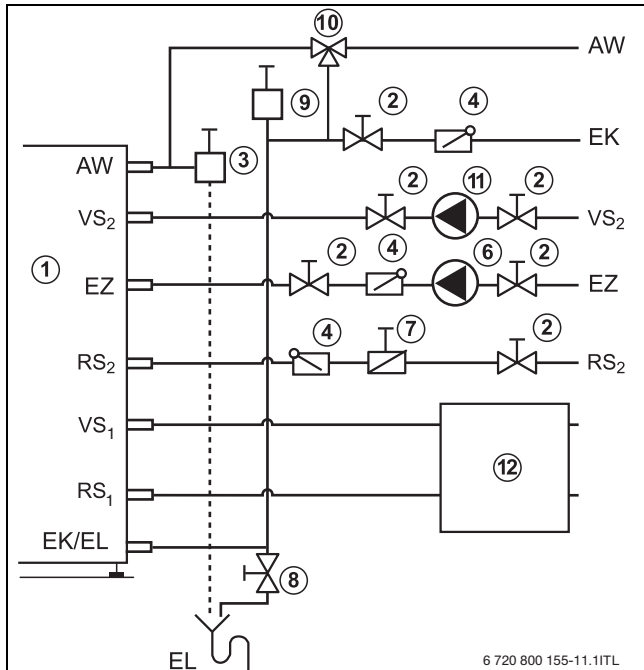 10
AW
9
2
4
EK
AW
3
VS2
2
11
2
VS2
1
EZ
2
4
6
2
EZ
RS2
4
7
2
RS2
VS1
12
RS1
EK/EL
8
EL
6 720 800 155-11.1ITL